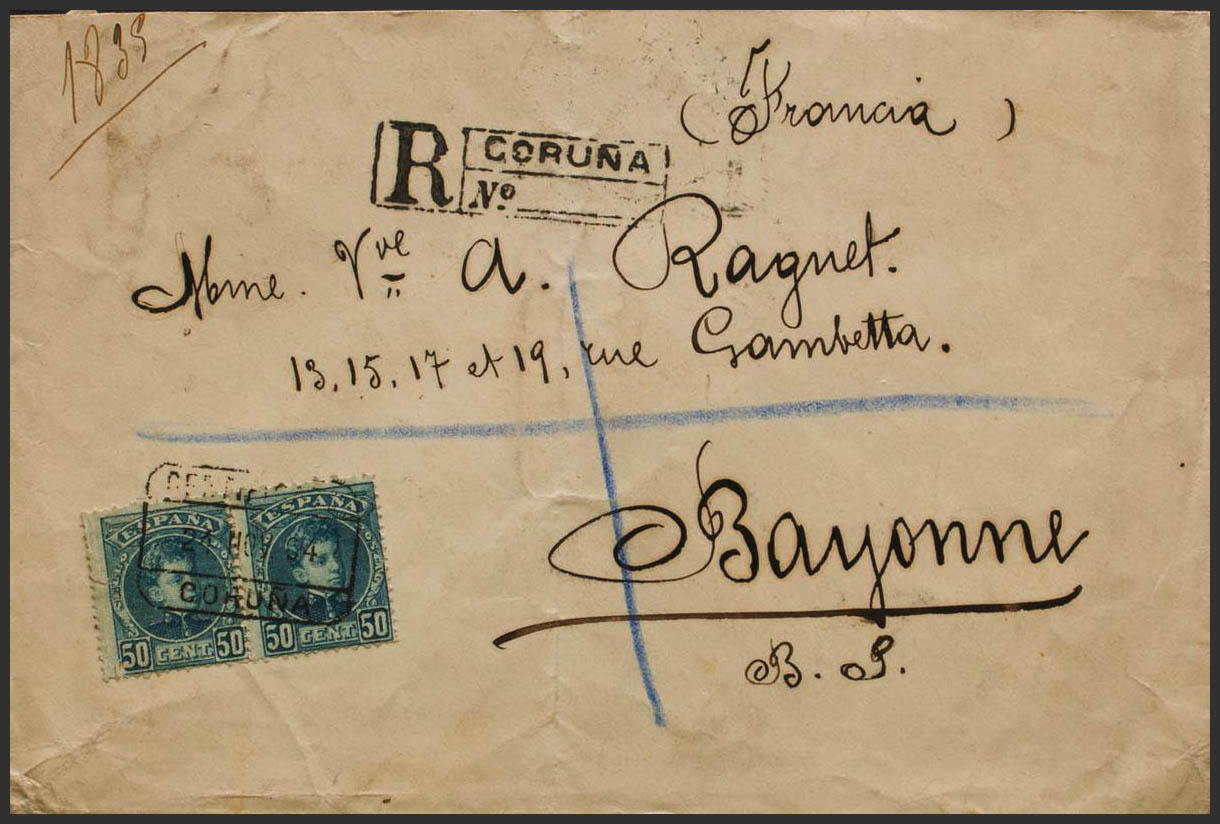 1835
(Francia)
R CORUÑA
Nº
Mme. Vve A. Raguet.
13, 15, 17 et 19, rue Gambetta.
Bayonne
B. P.
CORUÑA
ESPAÑA
50 CENT 50
ESPAÑA
50 CENT 50